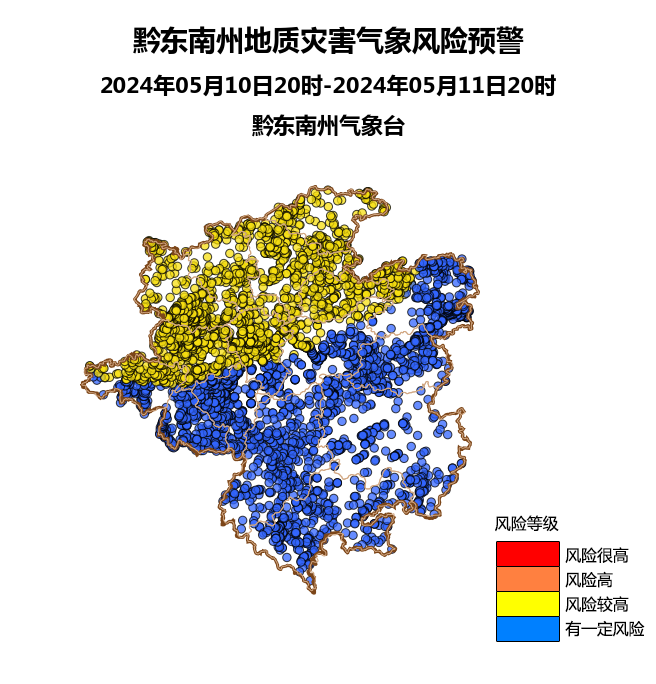 黔东南州地质灾害气象风险预警
2024年05月10日20时-2024年05月11日20时
黔东南州气象台
风险等级
风险很高
风险高
风险较高
有一定风险